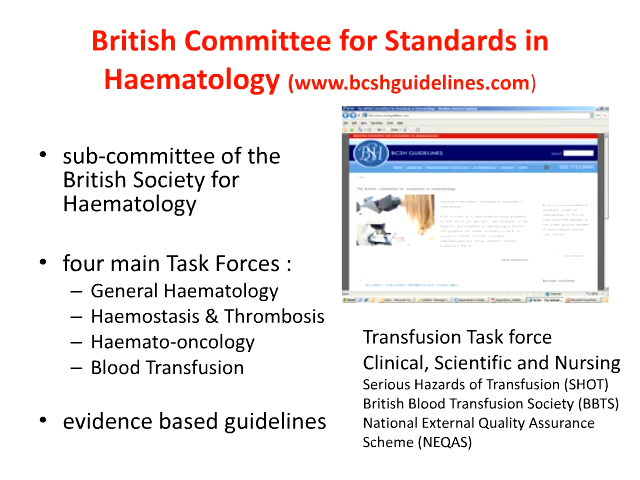 British Committee for Standards in
Haematology (www.bcshguidelines.com)
• sub-committee of the
British Society for
Haematology
• four main Task Forces :
– General Haematology
– Haemostasis & Thrombosis
– Haemato-oncology
– Blood Transfusion
• evidence based guidelines
BCSH GUIDELINES
Transfusion Task force
Clinical, Scientific and Nursing
Serious Hazards of Transfusion (SHOT)
British Blood Transfusion Society (BBTS)
National External Quality Assurance
Scheme (NEQAS)